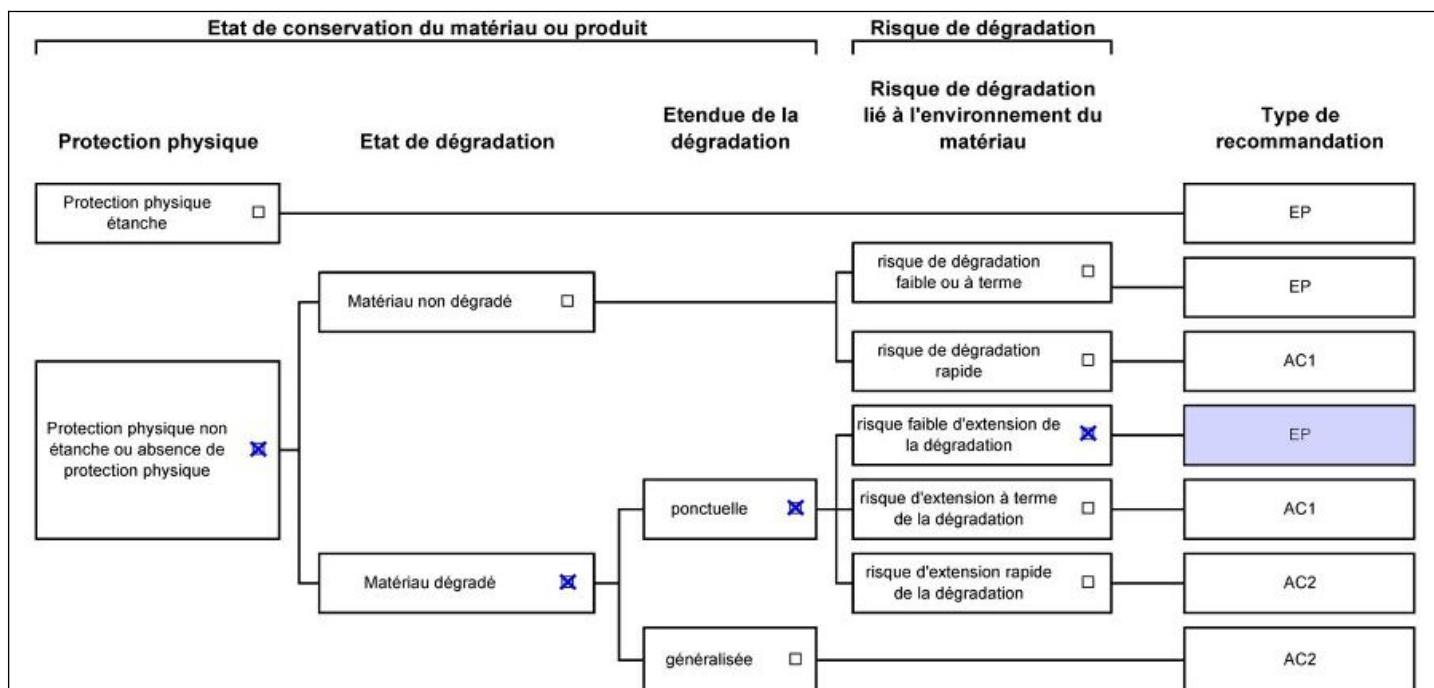 Etat de conservation du matériau ou produit
Risque de dégradation
Protection physique
Etat de dégradation
Etendue de la
dégradation
Risque de dégradation
lié à l'environnement du
matériau
Type de
recommandation
Protection physique
étanche
EP
Matériau non dégradé
risque de dégradation
faible ou à terme
EP
risque de dégradation
rapide
AC1
Protection physique non
étanche ou absence de
protection physique
risque faible d'extension de
la dégradation
EP
ponctuelle
risque d'extension à terme
de la dégradation
AC1
Matériau dégradé
risque d'extension rapide
de la dégradation
AC2
généralisée
AC2